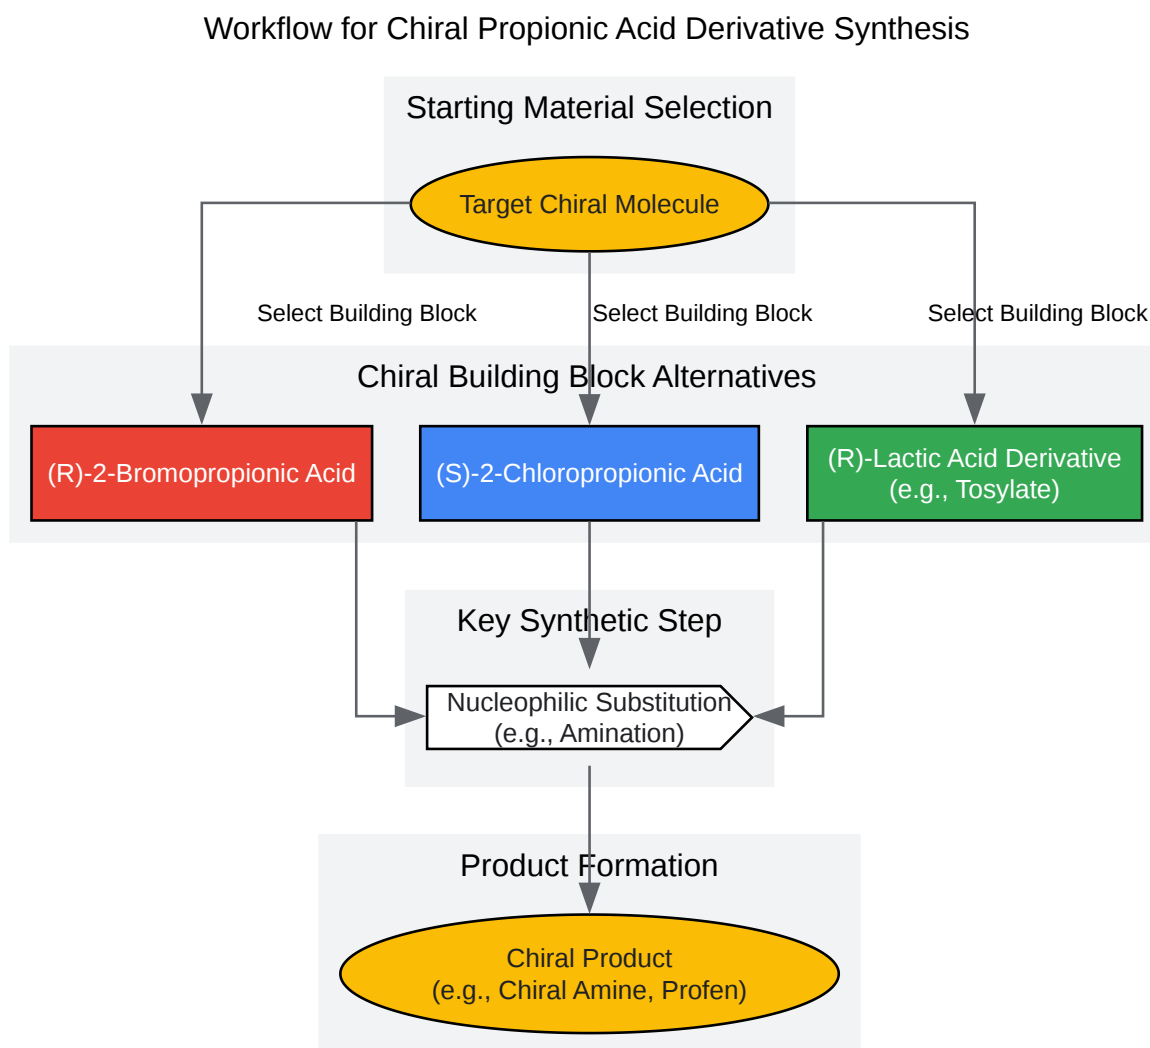 Workflow for Chiral Propionic Acid Derivative Synthesis
Starting Material Selection
Target Chiral Molecule
Select Building Block
Select Building Block
Select Building Block
Chiral Building Block Alternatives
(R)-2-Bromopropionic Acid
(S)-2-Chloropropionic Acid
(R)-Lactic Acid Derivative
(e.g., Tosylate)
Key Synthetic Step
Nucleophilic Substitution
(e.g., Amination)
Product Formation
Chiral Product
(e.g., Chiral Amine, Profen)